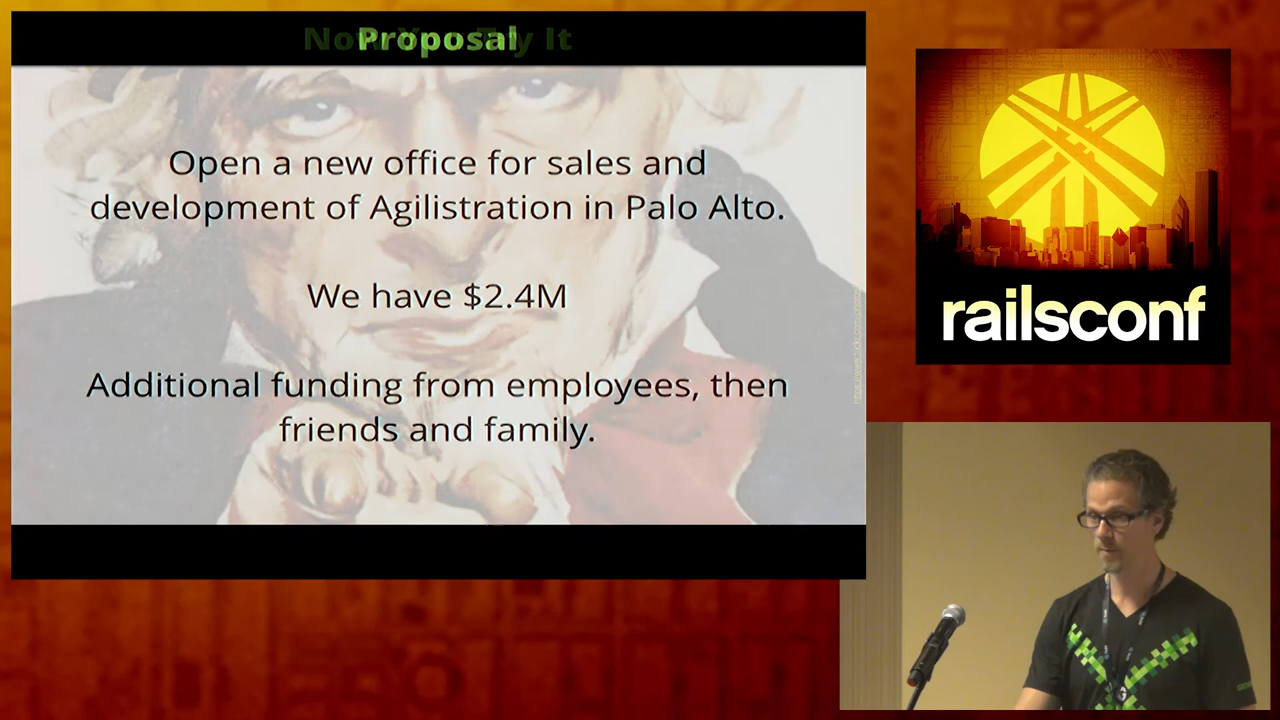 Proposal
Open a new office for sales and
development of Agilistration in Palo Alto.
We have $2.4M
Additional funding from employees, then
friends and family.
railsconf